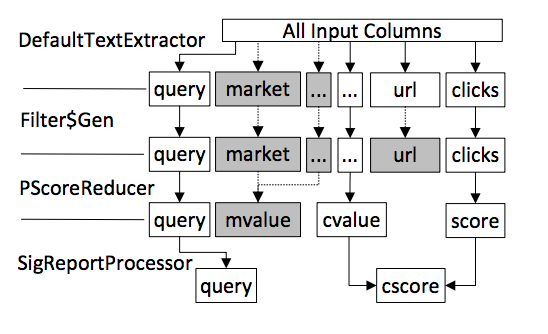 All Input Columns
DefaultTextExtractor
query market ... ... url clicks
Filter$Gen
query market ... ... url clicks
PScoreReducer
query mvalue cvalue score
SigReportProcessor
query cscore